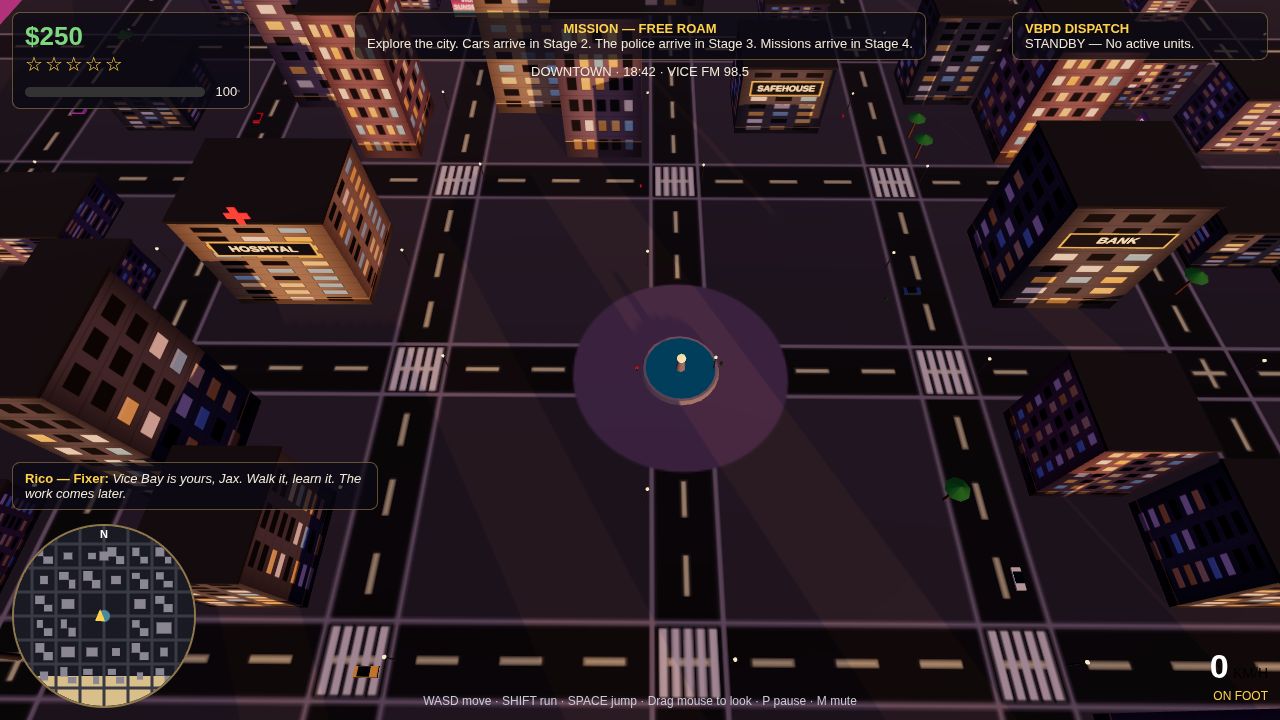 $250
☆☆☆☆☆
100
MISSION — FREE ROAM
Explore the city. Cars arrive in Stage 2. The police arrive in Stage 3. Missions arrive in Stage 4.
DOWNTOWN · 18:42 · VICE FM 98.5
VBPD DISPATCH
STANDBY — No active units.
SAFEHOUSE
HOSPITAL
BANK
Rico — Fixer: Vice Bay is yours, Jax. Walk it, learn it. The
work comes later.
N
0 KM/H
ON FOOT
WASD move · SHIFT run · SPACE jump · Drag mouse to look · P pause · M mute